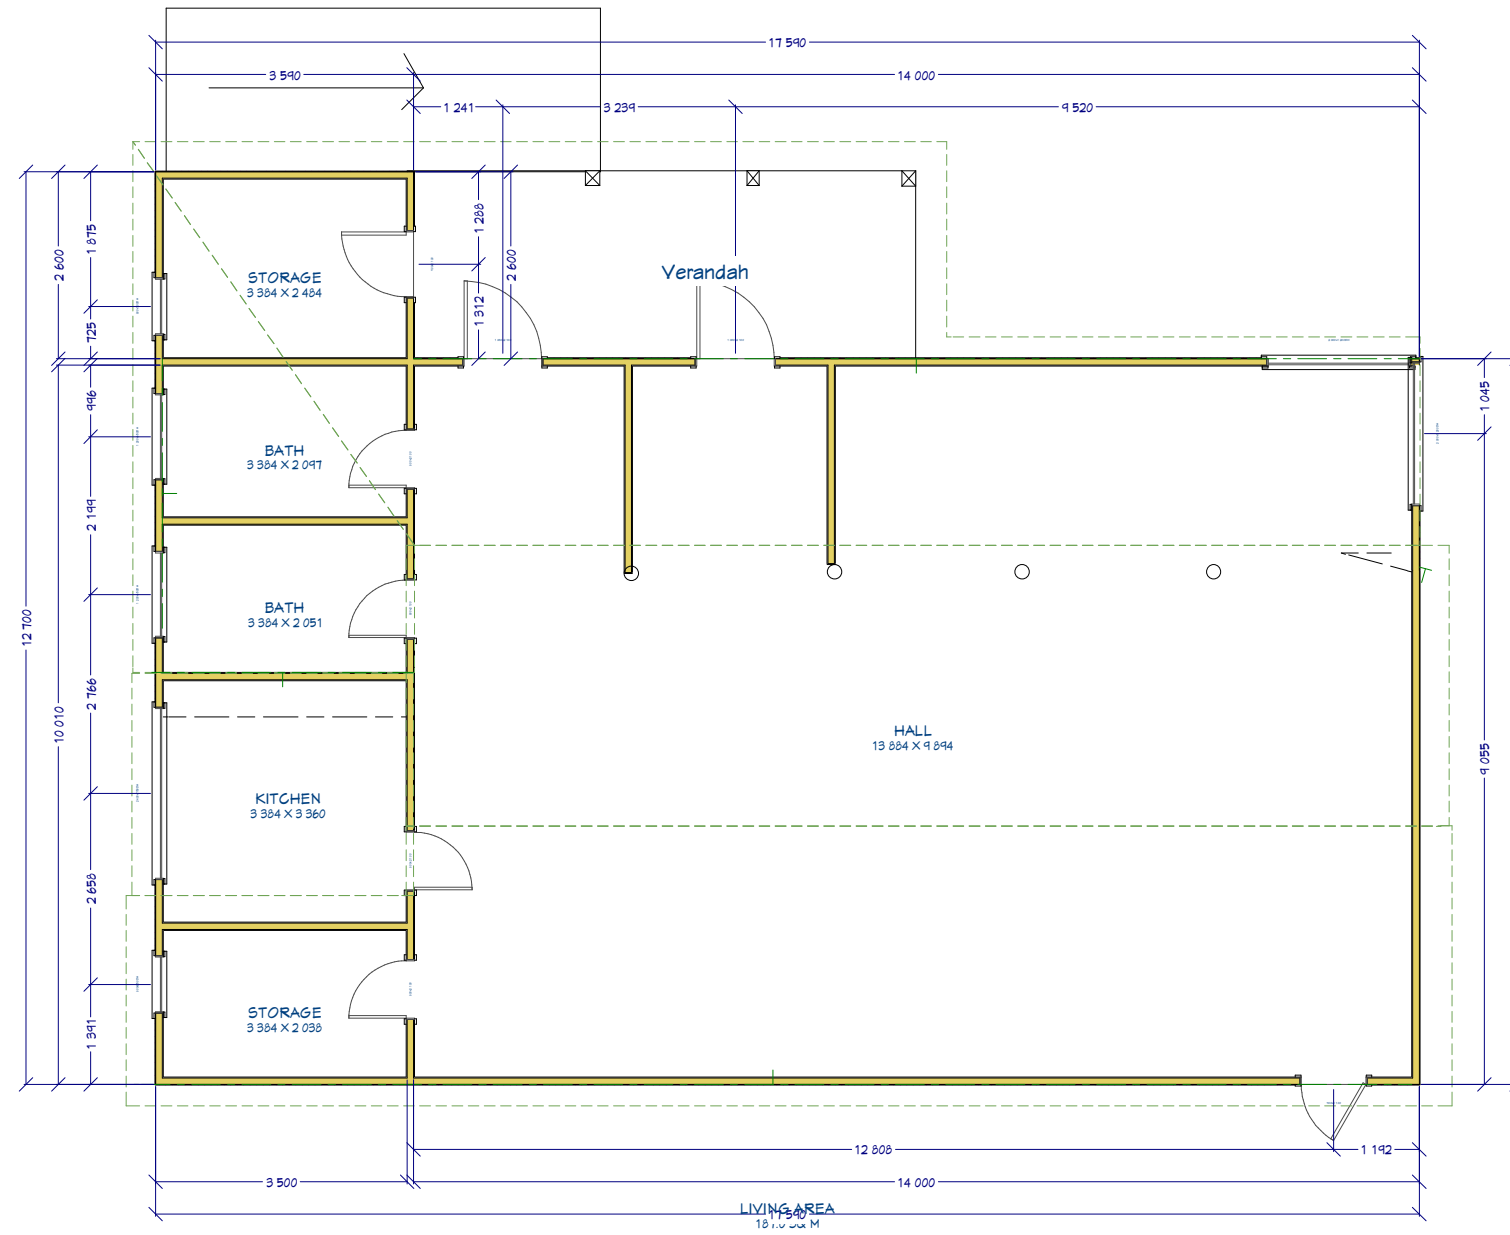 17 590
3 590
14 000
1 241
3 239
9 520
1 875
2 600
1 288
2 600
Verandah
STORAGE
3 384 X 2 484
1 312
725
996
1 045
BATH
3 384 X 2 097
2 199
BATH
3 384 X 2 051
12 700
2 766
10 010
HALL
13 884 X 9 894
9 055
KITCHEN
3 384 X 3 360
2 658
STORAGE
3 384 X 2 038
1 391
12 808
1 192
3 500
14 000
LIVING AREA
17 590